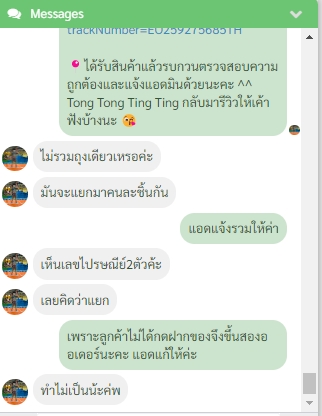 Messages
trackNumber=EO259275685TH
📍 ได้รับสินค้าแล้วรบกวนตรวจสอบความ
ถูกต้องและแจ้งแอดมินด้วยนะคะ ^^
Tong Tong Ting Ting กลับมารีวิวให้เค้า
ฟังบ้างนะ 😘
ไม่รวมถุงเดียวเหรอค่ะ
มันจะแยกมาคนละชิ้นกัน
แอดแจ้งรวมให้ค่า
เห็นเลขไปรษณีย์2ตัวค้ะ
เลยคิดว่าแยก
เพราะลูกค้าไม่ได้กดฝากของจึงขึ้นสองอ
อเดอร์นะคะ แอดแก้ให้ค่ะ
ทำไม่เป็นน้ะค่พ